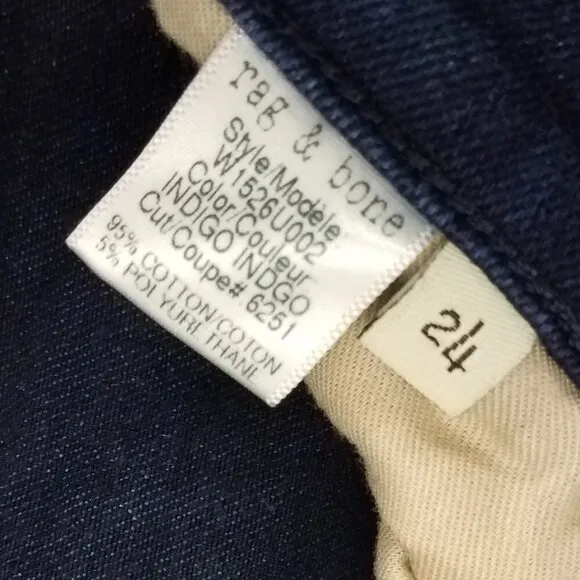 rag & bone
Style/Modèle
W1526U002
Color/Couleur
INDIGO INDGO
Cut/Coupe# 6251
95% COTTON/COTON
5% POLYURETHANE
24